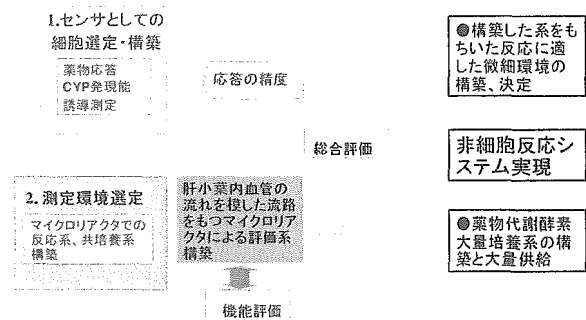 1.センサとしての
細胞選定・構築
薬物応答
CYP発現能
誘導測定
応答の精度
総合評価
2. 測定環境選定
マイクロリアクタでの
反応系、共培養系
構築
肝小葉内血管の
流れを模した流路
をもつマイクロリア
クタによる評価系
構築
機能評価
●構築した系をも
ちいた反応に適
した微細環境の
構築、決定
非細胞反応シ
ステム実現
●薬物代謝酵素
大量培養系の構
築と大量供給